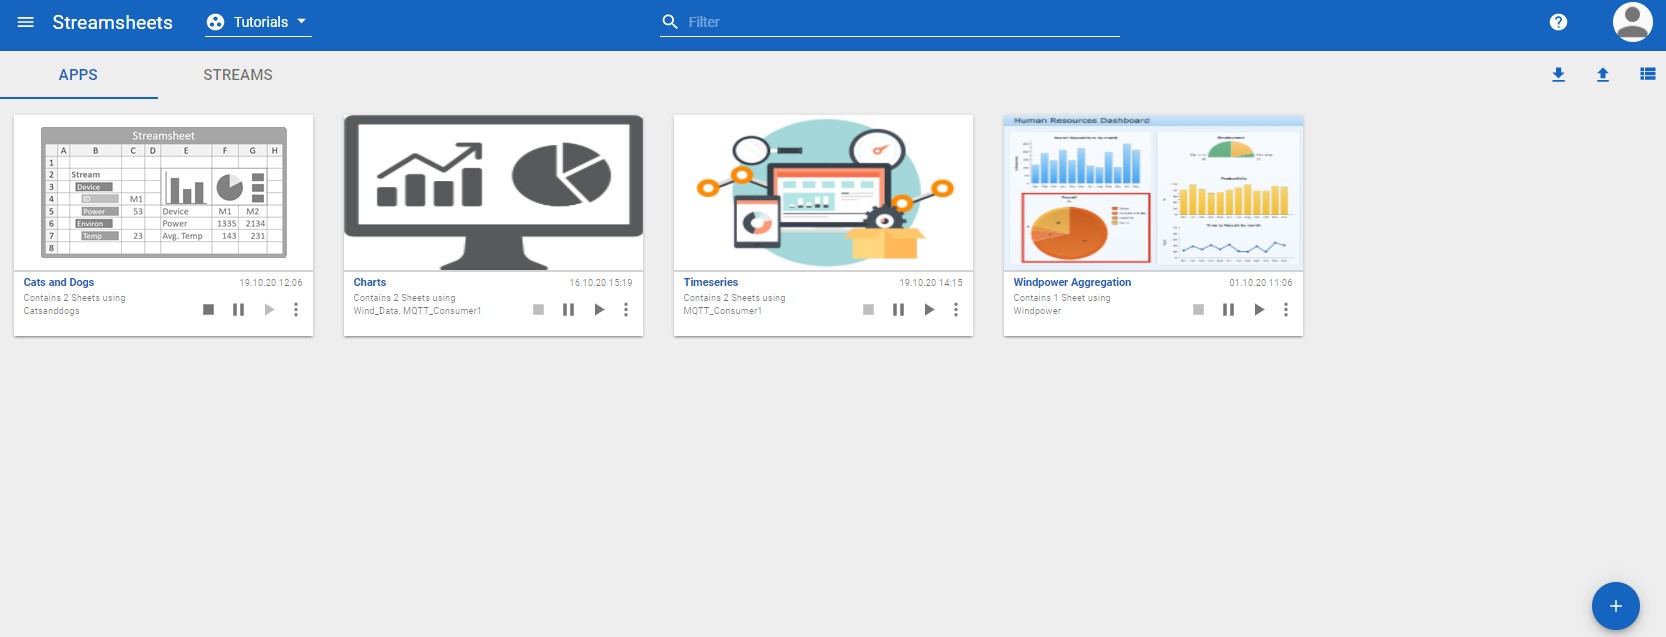 Streamsheets
Tutorials
Filter
APPS
STREAMS
Streamsheet
A B C D E F G H
1
2 Stream
3 Device
4 ID M1
5 Power 53 Device M1 M2
6 Environ Power 1335 2134
7 Temp 23 Avg. Temp 143 231
8
Cats and Dogs 19.10.20 12:06
Contains 2 Sheets using
Catsanddogs
Charts 16.10.20 15:19
Contains 2 Sheets using
Wind_Data, MQTT_Consumer1
Timeseries 19.10.20 14:15
Contains 2 Sheets using
MQTT_Consumer1
Human Resources Dashboard
Employment
Windpower Aggregation 01.10.20 11:06
Contains 1 Sheet using
Windpower